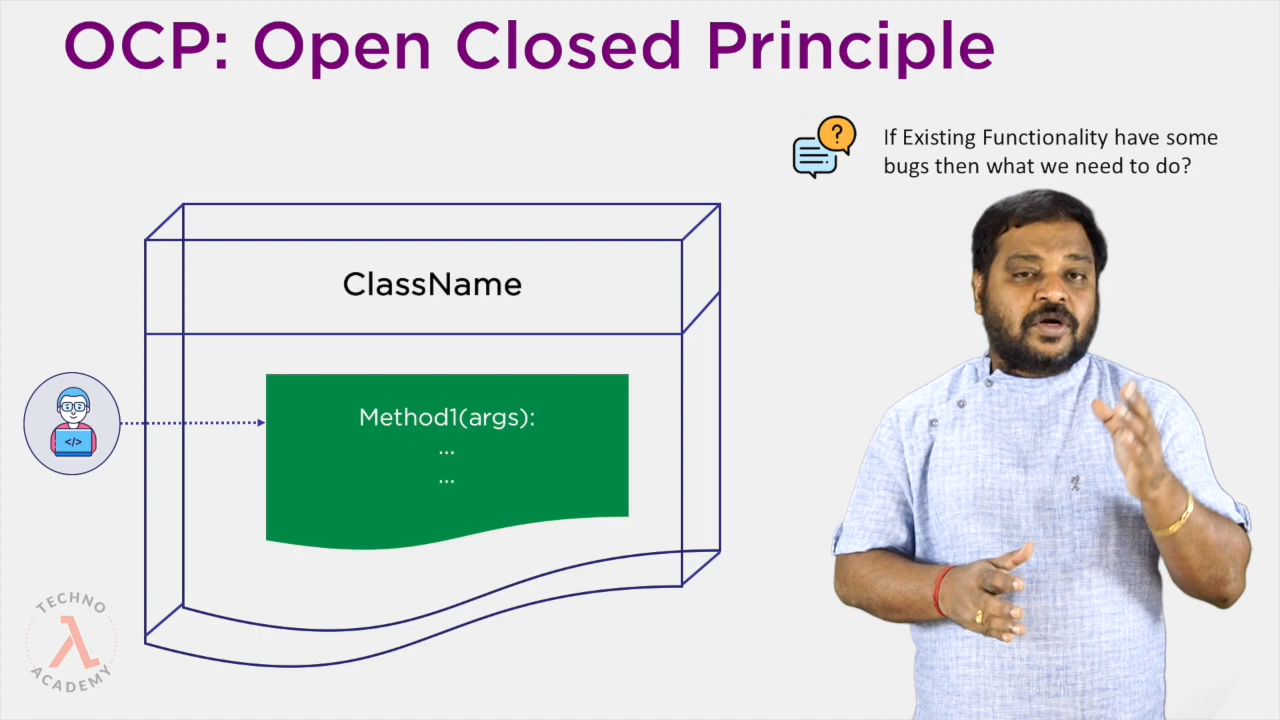 OCP: Open Closed Principle
If Existing Functionality have some
bugs then what we need to do?
ClassName
Method1(args):
...
...
</>
TECHNO
λ
ACADEMY